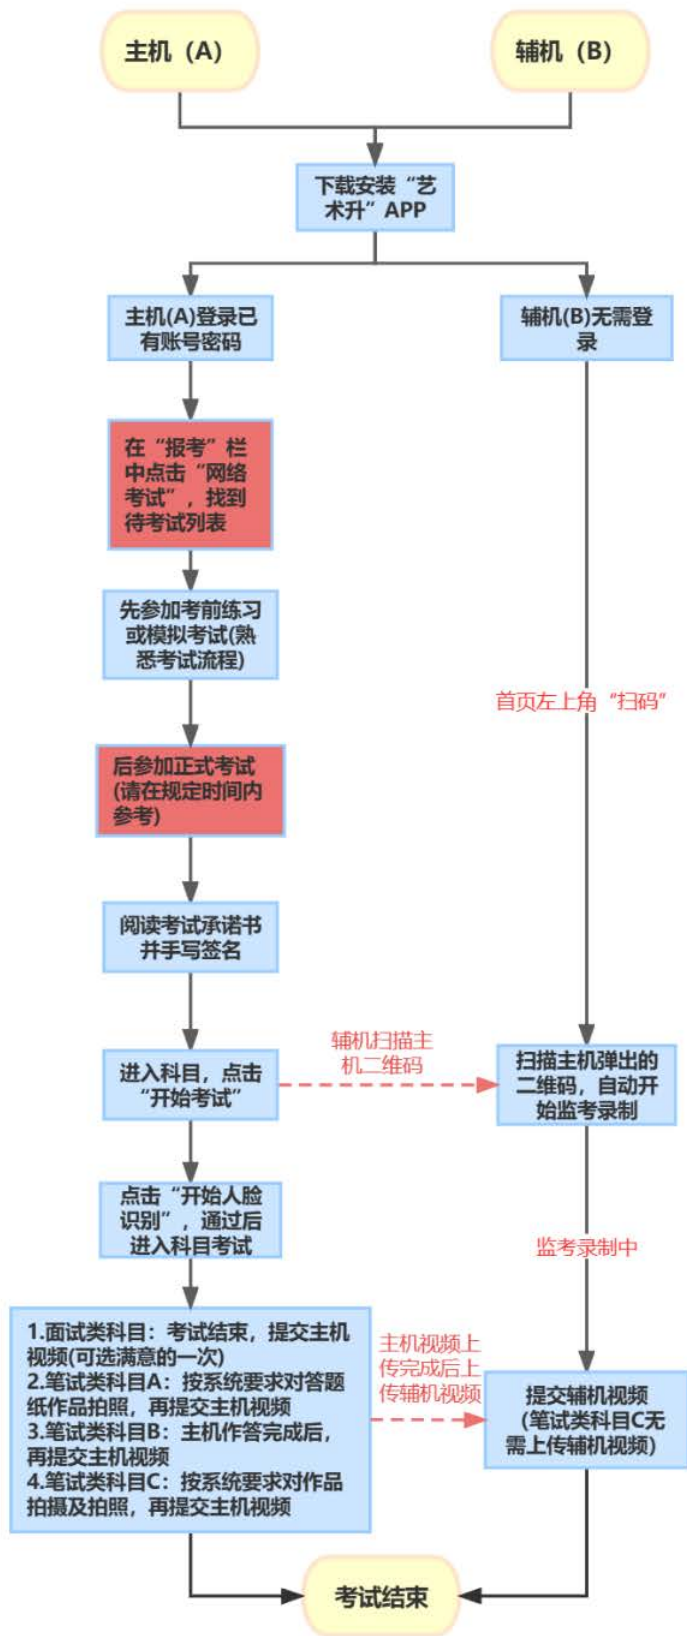 主机（A）
辅机（B）
下载安装“艺
术升”APP
主机(A)登录已
有账号密码
辅机(B)无需登
录
在“报考”栏
中点击“网络
考试”，找到
待考试列表
先参加考前练习
或模拟考试(熟
悉考试流程)
首页左上角“扫码”
后参加正式考试
(请在规定时间内
参考)
阅读考试承诺书
并手写签名
进入科目，点击
“开始考试”
辅机扫描主
机二维码
扫描主机弹出的
二维码，自动开
始监考录制
点击“开始人脸
识别”，通过后
进入科目考试
监考录制中
1.面试类科目：考试结束，提交主机
视频(可选满意的一次)
2.笔试类科目A：按系统要求对答题
纸作品拍照，再提交主机视频
3.笔试类科目B：主机作答完成后，
再提交主机视频
4.笔试类科目C：按系统要求对作品
拍摄及拍照，再提交主机视频
主机视频上
传完成后上
传辅机视频
提交辅机视频
（笔试类科目C无
需上传辅机视频）
考试结束